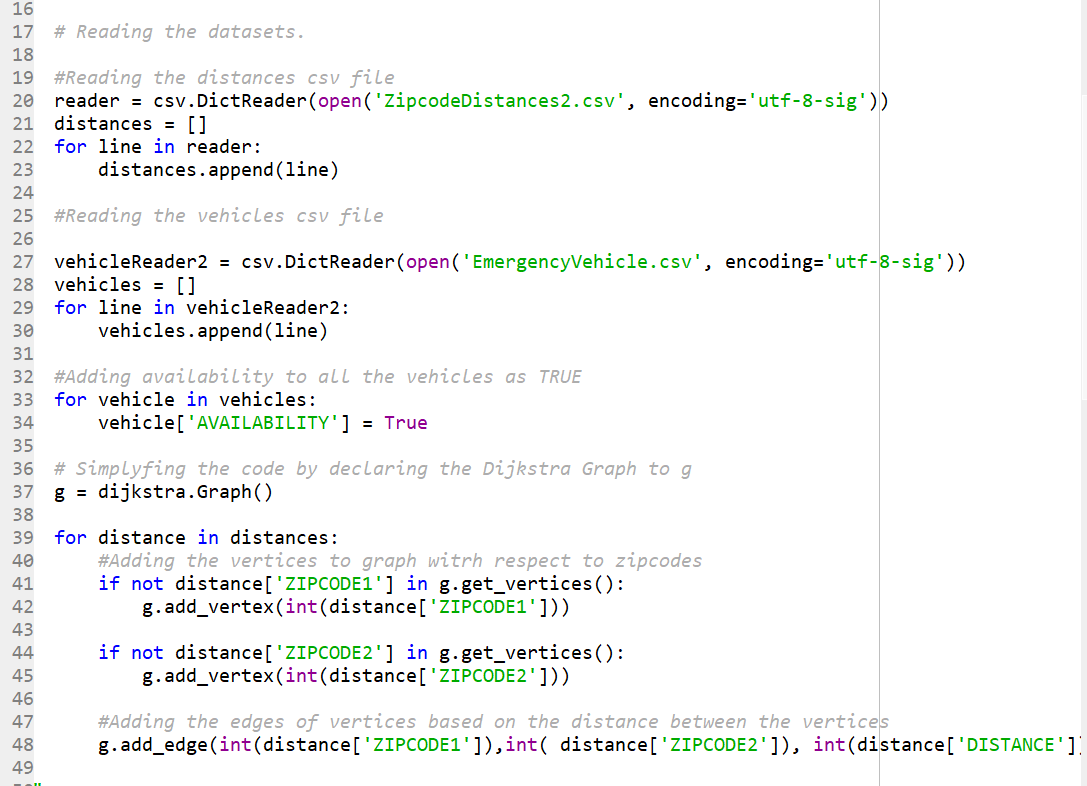 16
17 # Reading the datasets.
18
19 #Reading the distances csv file
20 reader = csv.DictReader(open('ZipcodeDistances2.csv', encoding='utf-8-sig'))
21 distances = []
22 for line in reader:
23     distances.append(line)
24
25 #Reading the vehicles csv file
26
27 vehicleReader2 = csv.DictReader(open('EmergencyVehicle.csv', encoding='utf-8-sig'))
28 vehicles = []
29 for line in vehicleReader2:
30     vehicles.append(line)
31
32 #Adding availability to all the vehicles as TRUE
33 for vehicle in vehicles:
34     vehicle['AVAILABILITY'] = True
35
36 # Simplyfing the code by declaring the Dijkstra Graph to g
37 g = dijkstra.Graph()
38
39 for distance in distances:
40     #Adding the vertices to graph witrh respect to zipcodes
41     if not distance['ZIPCODE1'] in g.get_vertices():
42         g.add_vertex(int(distance['ZIPCODE1']))
43
44     if not distance['ZIPCODE2'] in g.get_vertices():
45         g.add_vertex(int(distance['ZIPCODE2']))
46
47     #Adding the edges of vertices based on the distance between the vertices
48     g.add_edge(int(distance['ZIPCODE1']),int( distance['ZIPCODE2']), int(distance['DISTANCE']
49